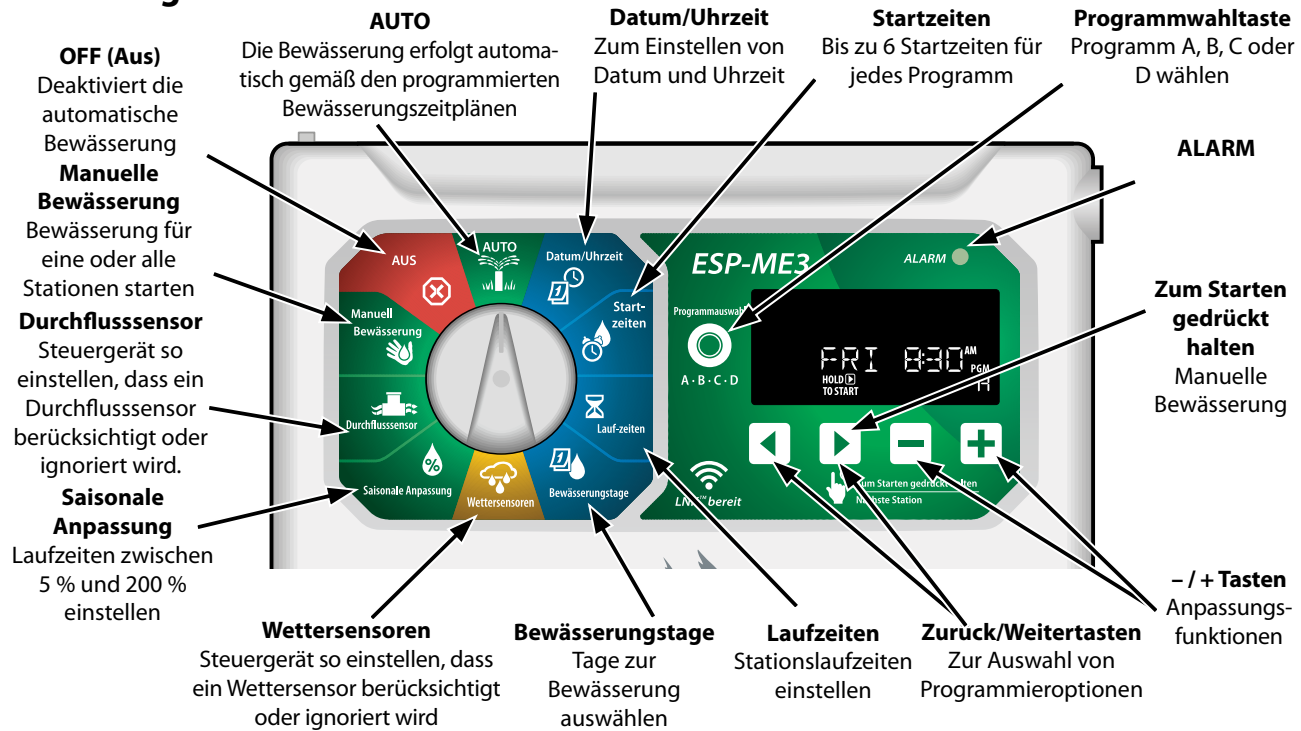 AUTO
Die Bewässerung erfolgt automa-
tisch gemäß den programmierten
Bewässerungszeitplänen
Datum/Uhrzeit
Zum Einstellen von
Datum und Uhrzeit
Startzeiten
Bis zu 6 Startzeiten für
jedes Programm
Programmwahltaste
Programm A, B, C oder
D wählen
OFF (Aus)
Deaktiviert die
automatische
Bewässerung
Manuelle
Bewässerung
Bewässerung für
eine oder alle
Stationen starten
Durchflusssensor
Steuergerät so
einstellen, dass ein
Durchflusssensor
berücksichtigt oder
ignoriert wird.
Saisonale
Anpassung
Laufzeiten zwischen
5 % und 200 %
einstellen
ALARM
Zum Starten
gedrückt
halten
Manuelle
Bewässerung
– / + Tasten
Anpassungs-
funktionen
AUS
AUTO
Datum/Uhrzeit
Start-
zeiten
Lauf-zeiten
Bewässerungstage
Wettersensoren
Saisonale Anpassung
%
Durchflusssensor
Manuell
Bewässerung
ESP-ME3
ALARM
Programmauswahl
A · B · C · D
FRI 8:30 AM
HOLD
TO START
PGM
A
bereit
Starten gedrückt halten
Nächste Station
Wettersensoren
Steuergerät so einstellen, dass
ein Wettersensor berücksichtigt
oder ignoriert wird
Bewässerungstage
Tage zur
Bewässerung
auswählen
Laufzeiten
Stationslaufzeiten
einstellen
Zurück/Weitertasten
Zur Auswahl von
Programmieroptionen